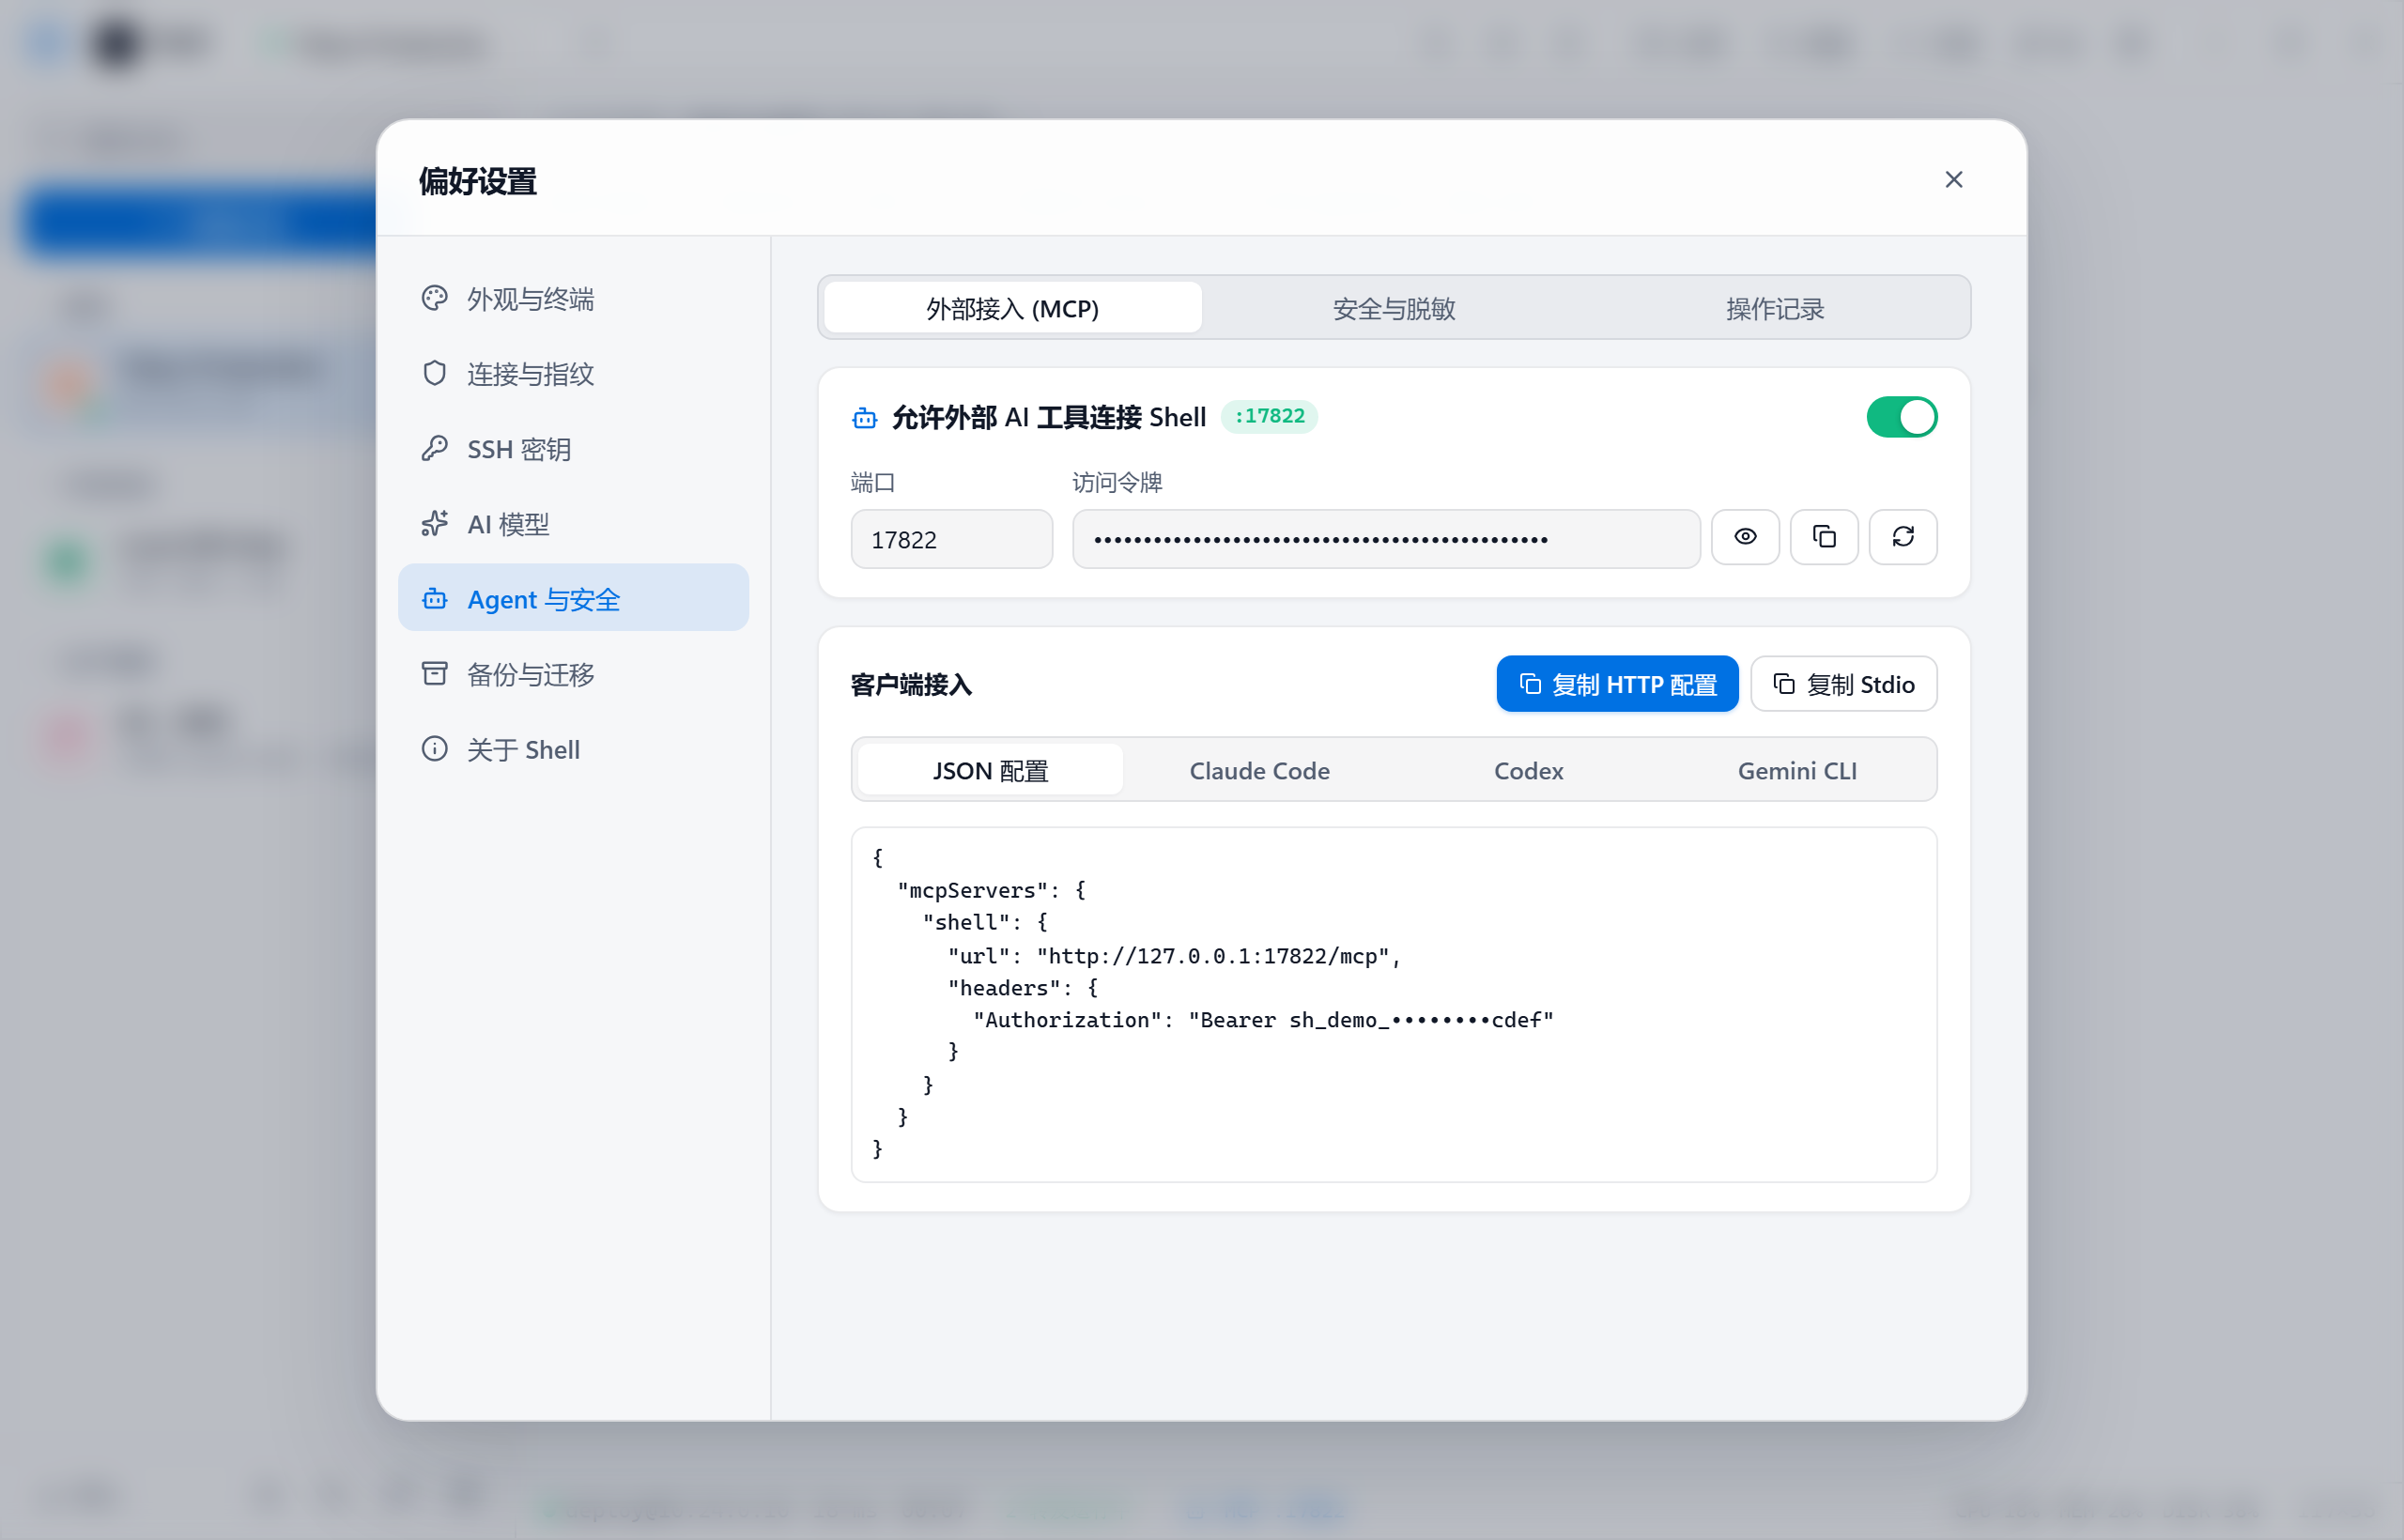 偏好设置
外观与终端
连接与指纹
SSH 密钥
AI 模型
Agent 与安全
备份与迁移
关于 Shell
外部接入 (MCP)
安全与脱敏
操作记录
允许外部 AI 工具连接 Shell
:17822
端口
访问令牌
17822
••••••••••••••••••••••••••••••••••••••••••••••
客户端接入
复制 HTTP 配置
复制 Stdio
JSON 配置
Claude Code
Codex
Gemini CLI
{
"mcpServers": {
"shell": {
"url": "http://127.0.0.1:17822/mcp",
"headers": {
"Authorization": "Bearer sh_demo_••••••••cdef"
}
}
}
}